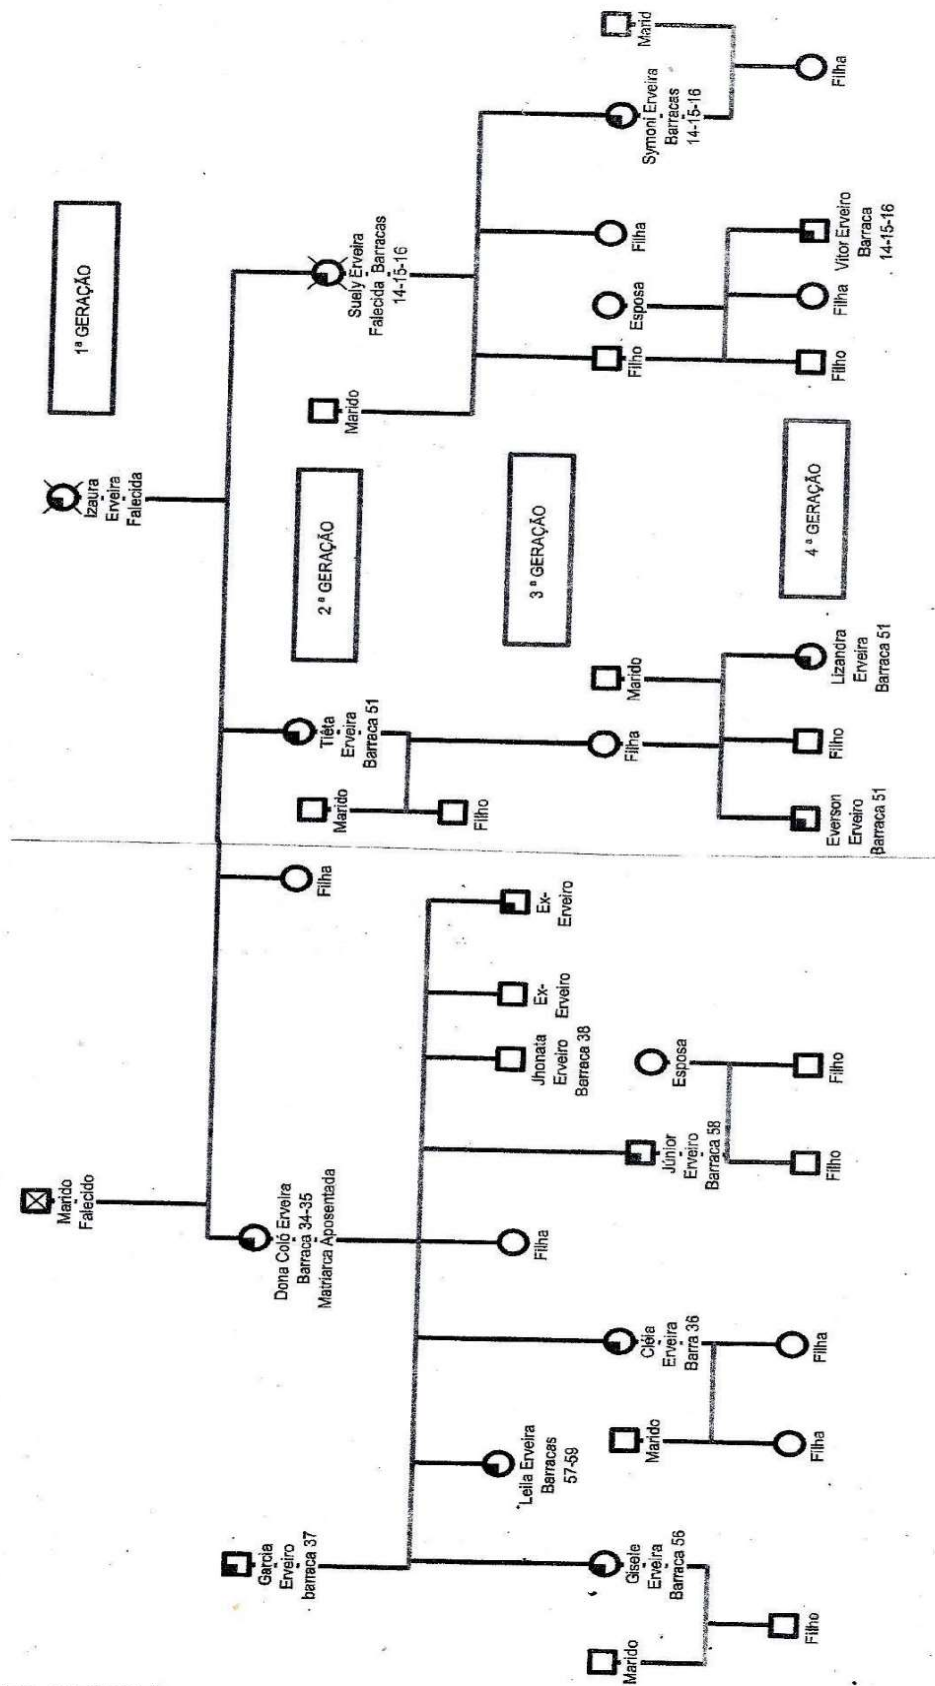 Marido
Falecido
Izaura
Erveira
Falecida
1ª GERAÇÃO
Garcia
Erveiro
barraca 37
Dona Coló Erveira
Barraca 34-35
Matriarca Aposentada
Filha
Marido
Tiêta
Erveira
Barraca 51
2ª GERAÇÃO
Marido
Suely Erveira
Falecida Barracas
14-15-16
Filho
Leila Erveira
Barracas
57-59
Filha
Jhonata
Erveiro
Barraca 38
Ex-
Erveiro
Ex-
Erveiro
3ª GERAÇÃO
Marido
Gisele
Erveira
Barraca 56
Marido
Cléia
Erveira
Barra 36
Júnior
Erveiro
Barraca 58
Esposa
Filha
Marido
Filho
Esposa
Filha
Symoni Erveira
Barracas
14-15-16
Marid
Filho
Filha
Filha
Filho
Filho
Everson
Erveiro
Barraca 51
Filho
Lizandra
Erveira
Barraca 51
4ª GERAÇÃO
Filho
Filha
Vitor Erveiro
Barraca
14-15-16
Filha